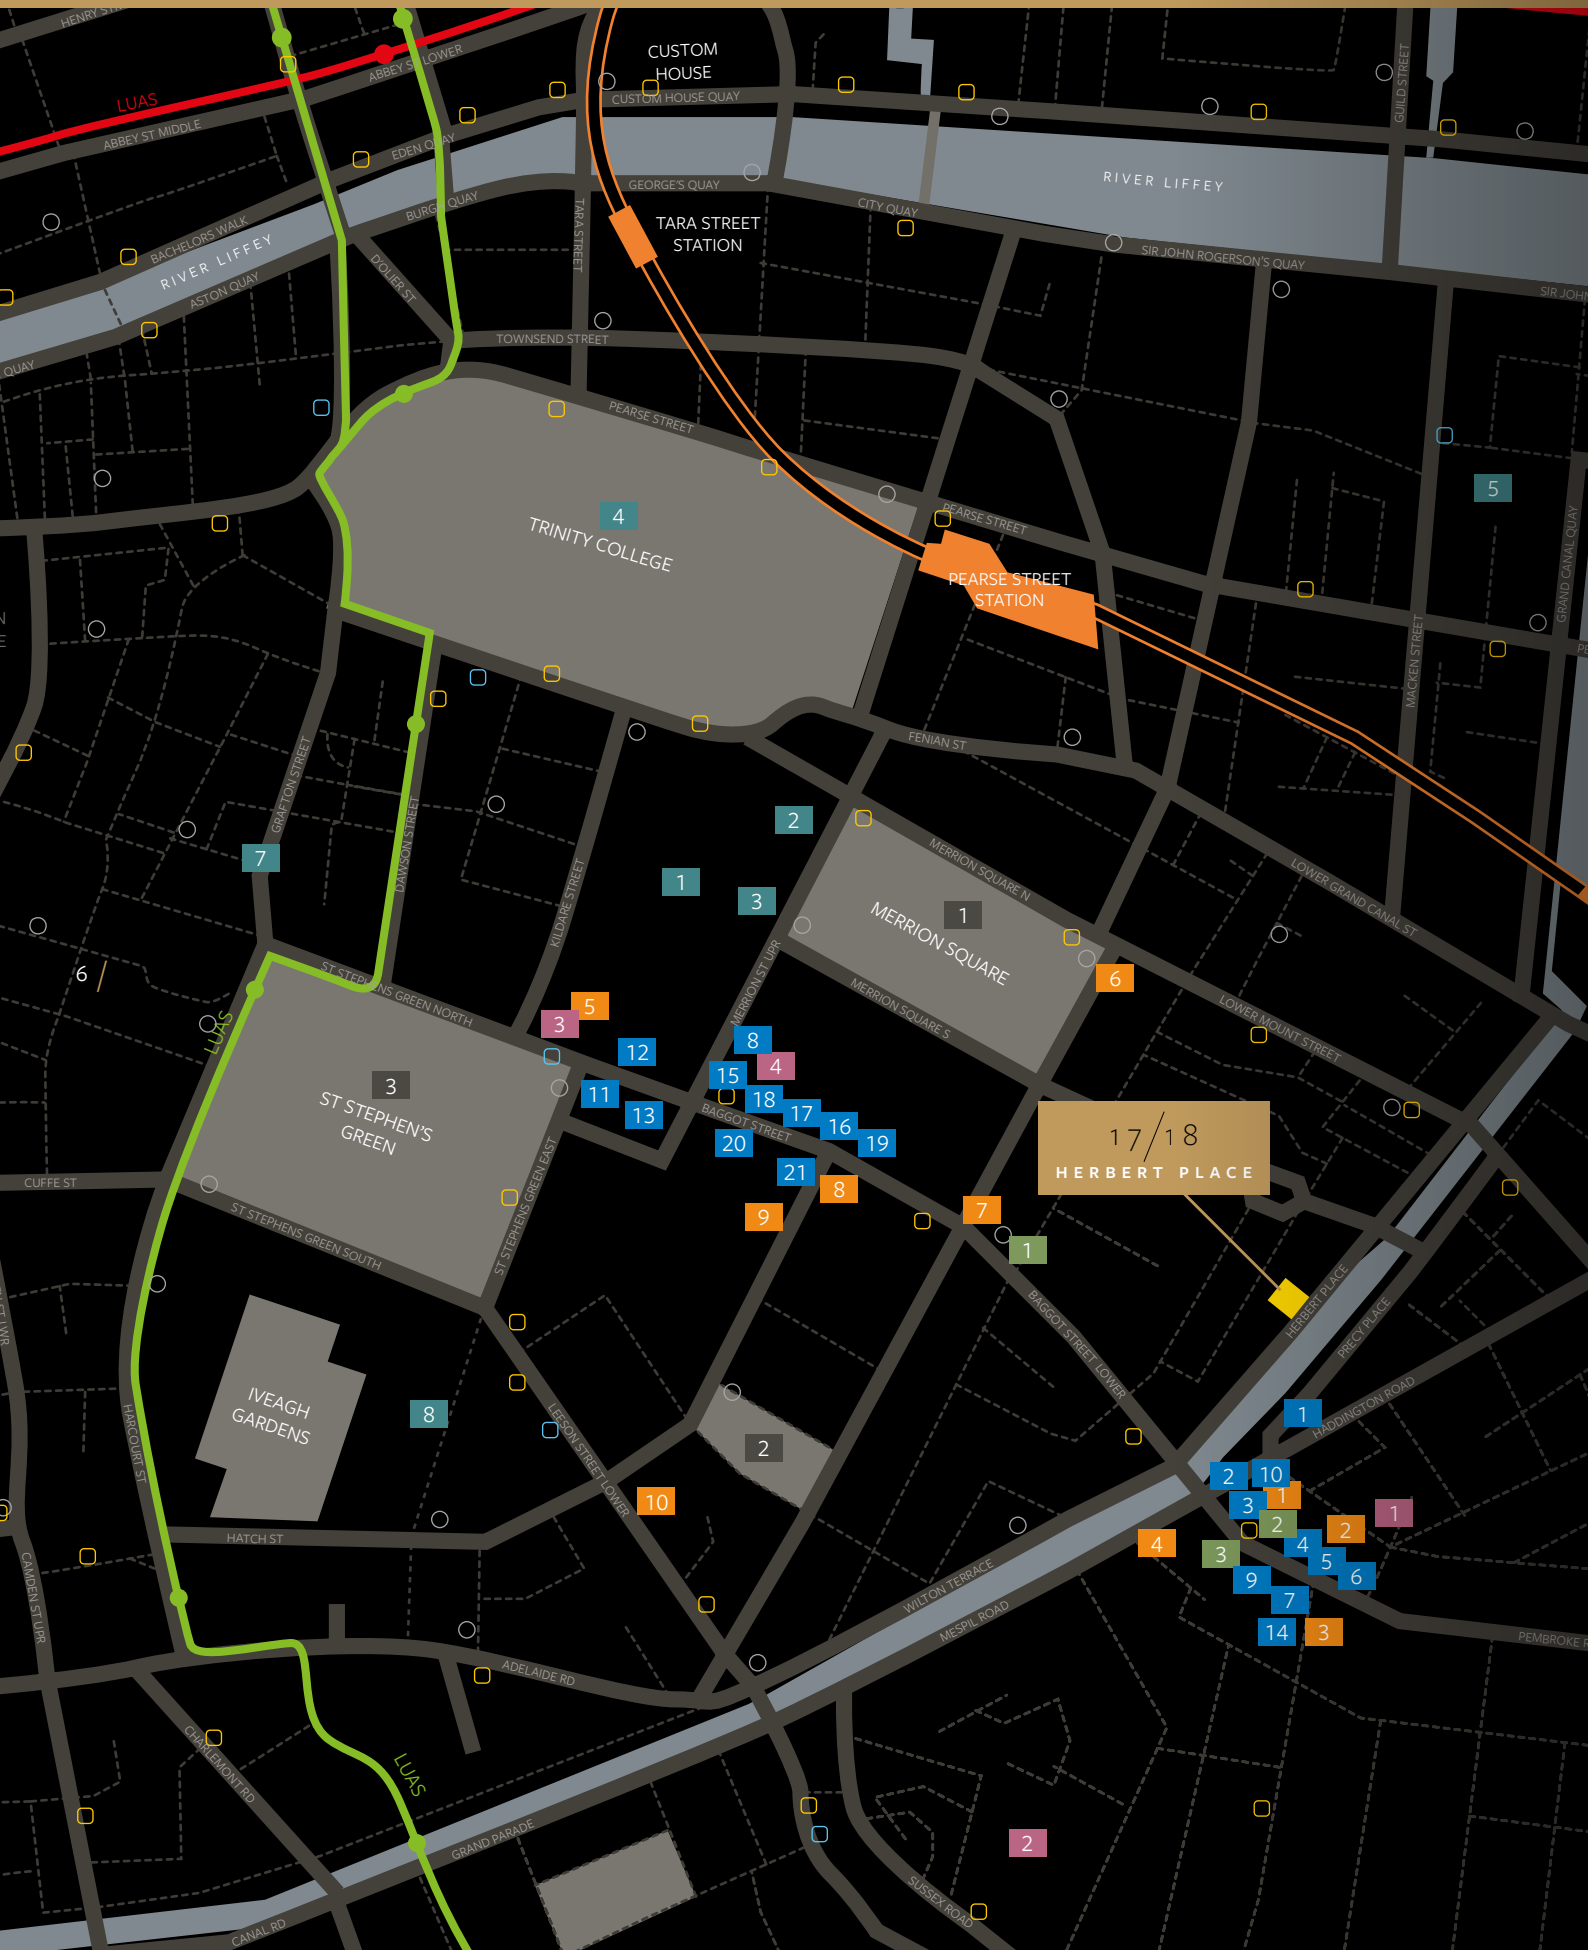 HENRY ST
LUAS
ABBEY ST LOWER
ABBEY ST MIDDLE
CUSTOM
HOUSE
CUSTOM HOUSE QUAY
GUILD STREET
EDEN QUAY
GEORGE'S QUAY
BURGH QUAY
CITY QUAY
RIVER LIFFEY
BACHELORS WALK
RIVER LIFFEY
ASTON QUAY
D'OLIER ST
TARA STREET
TARA STREET
STATION
SIR JOHN ROGERSON'S QUAY
SIR JOHN
QUAY
TOWNSEND STREET
PEARSE STREET
4
TRINITY COLLEGE
5
PEARSE STREET
GRAND CANAL QUAY
PEARSE STREET
STATION
MACKEN STREET
FENIAN ST
GRAFTON STREET
DAWSON STREET
7
2
1
3
KILDARE STREET
MERRION SQUARE N
1
MERRION SQUARE
LOWER GRAND CANAL ST
6
MERRION ST UPR
MERRION SQUARE S
6
LOWER MOUNT STREET
ST STEPHENS GREEN NORTH
LUAS
5
3
12
8
4
15
11
13
18
17
16
19
BAGGOT STREET
20
21
8
9
7
1
3
ST STEPHEN'S
GREEN
17/18
HERBERT PLACE
CUFFE ST
ST STEPHENS GREEN SOUTH
ST STEPHENS GREEN EAST
BAGGOT STREET LOWER
HERBERT PLACE
PRECY PLACE
HADDINGTON ROAD
IVEAGH
GARDENS
8
HARCOURT ST
LEESON STREET LOWER
2
10
HATCH ST
CAMDEN ST UPR
1
2
10
3
1
2
1
2
4
3
4
5
6
9
7
14
3
PEMBROKE R
WILTON TERRACE
MESPIL ROAD
ADELAIDE RD
CHARLEMONT RD
LUAS
GRAND PARADE
2
SUSSEX ROAD
CANAL RD